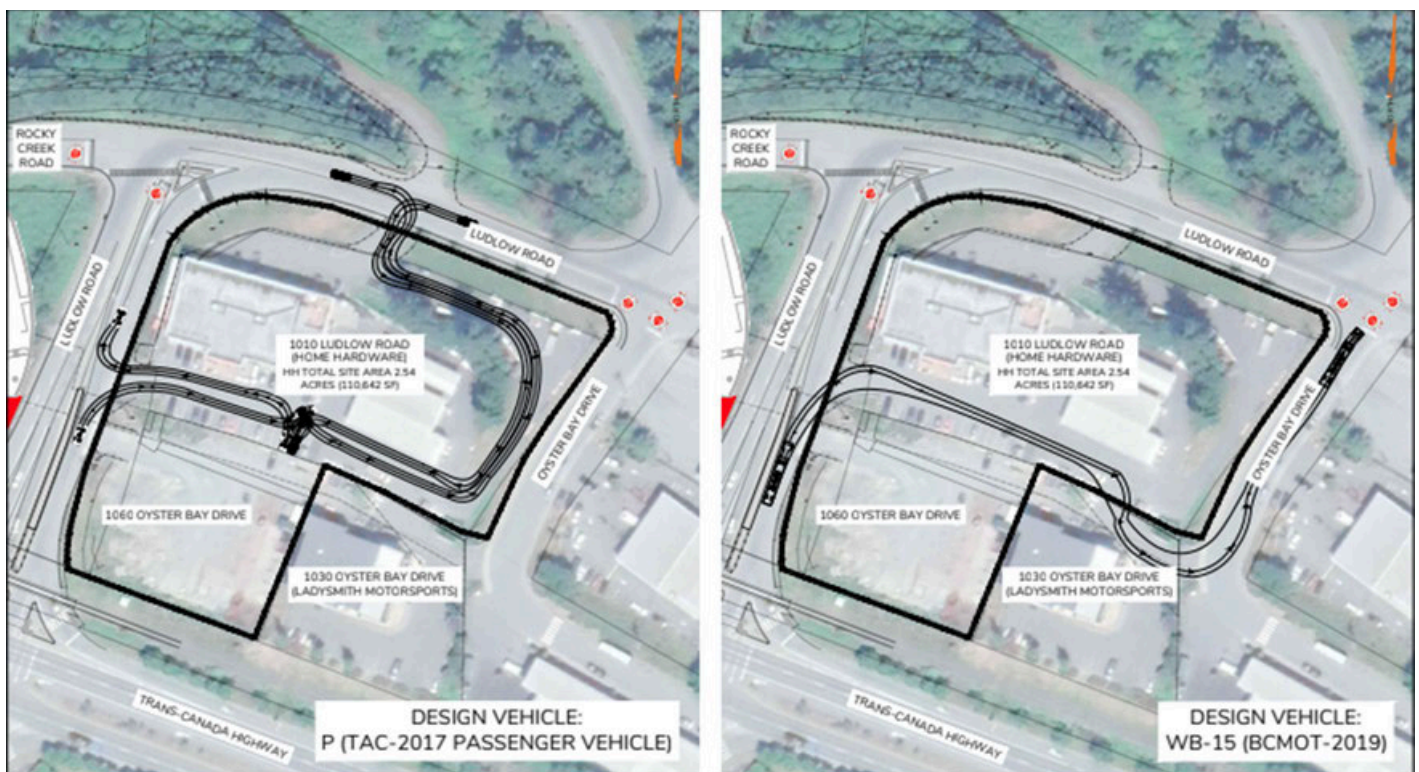 ROCKY
CREEK
ROAD
LUDLOW ROAD
LUDLOW ROAD
1010 LUDLOW ROAD
(HOME HARDWARE)
HH TOTAL SITE AREA 2.54
ACRES (110,642 SF)
OYSTER BAY DRIVE
1060 OYSTER BAY DRIVE
1030 OYSTER BAY DRIVE
(LADYSMITH MOTORSPORTS)
TRANS-CANADA HIGHWAY
DESIGN VEHICLE:
P (TAC-2017 PASSENGER VEHICLE)
ROCKY
CREEK
ROAD
LUDLOW ROAD
LUDLOW ROAD
1010 LUDLOW ROAD
(HOME HARDWARE)
HH TOTAL SITE AREA 2.54
ACRES (110,642 SF)
OYSTER BAY DRIVE
1060 OYSTER BAY DRIVE
1030 OYSTER BAY DRIVE
(LADYSMITH MOTORSPORTS)
TRANS-CANADA HIGHWAY
DESIGN VEHICLE:
WB-15 (BCMOT-2019)